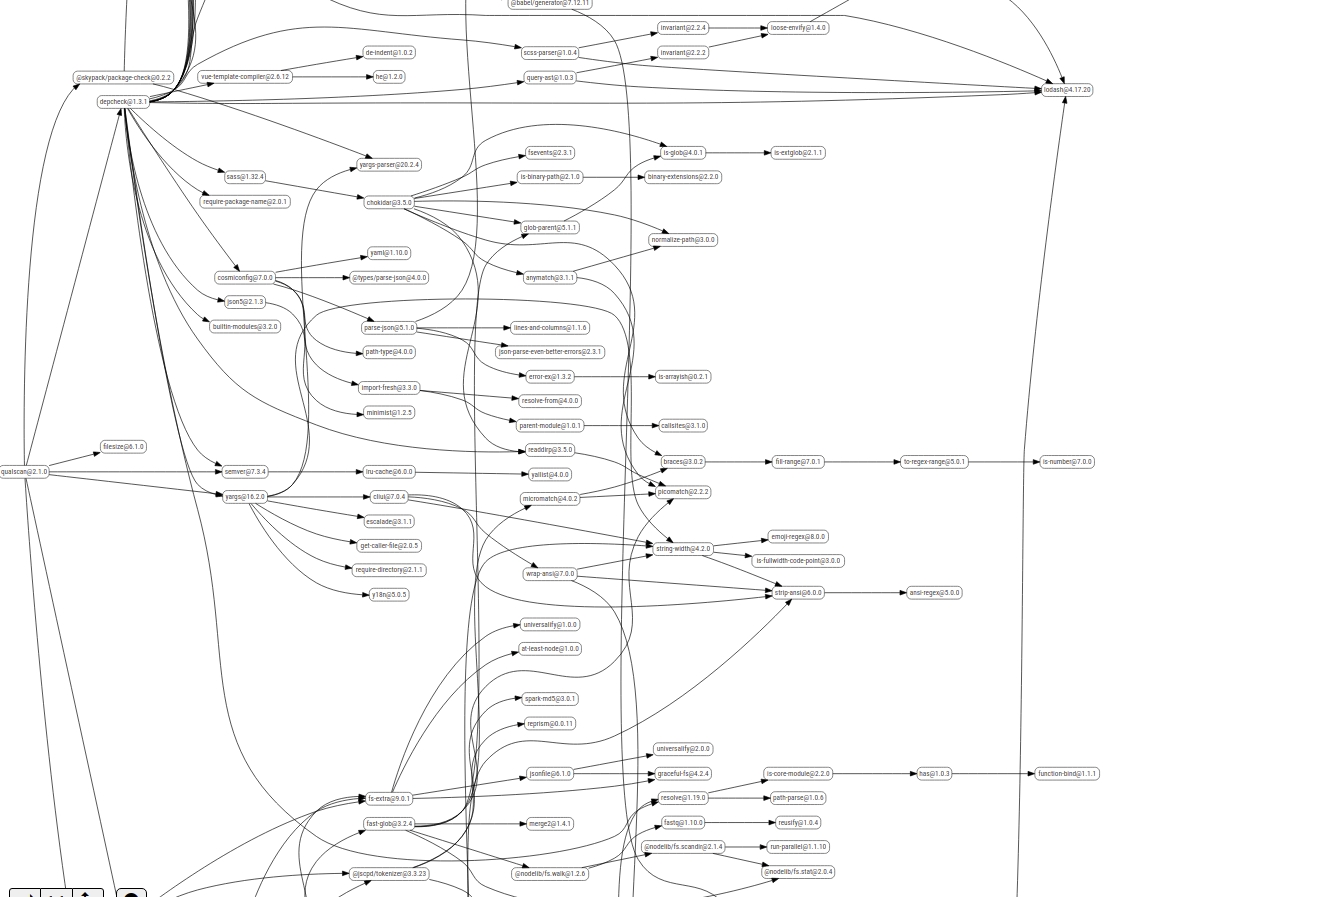 @babel/generator@7.12.11
invariant@2.2.4
loose-envify@1.4.0
de-indent@1.0.2
scss-parser@1.0.4
invariant@2.2.2
@skypack/package-check@0.2.2
vue-template-compiler@2.6.12
he@1.2.0
query-ast@1.0.3
lodash@4.17.20
depcheck@1.3.1
fsevents@2.3.1
is-glob@4.0.1
is-extglob@2.1.1
yargs-parser@20.2.4
sass@1.32.4
is-binary-path@2.1.0
binary-extensions@2.2.0
require-package-name@2.0.1
chokidar@3.5.0
glob-parent@5.1.1
normalize-path@3.0.0
yaml@1.10.0
cosmiconfig@7.0.0
@types/parse-json@4.0.0
anymatch@3.1.1
json5@2.1.3
builtin-modules@3.2.0
parse-json@5.1.0
lines-and-columns@1.1.6
path-type@4.0.0
json-parse-even-better-errors@2.3.1
error-ex@1.3.2
is-arrayish@0.2.1
import-fresh@3.3.0
resolve-from@4.0.0
minimist@1.2.5
parent-module@1.0.1
callsites@3.1.0
filesize@6.1.0
readdirp@3.5.0
braces@3.0.2
fill-range@7.0.1
to-regex-range@5.0.1
is-number@7.0.0
qualscan@2.1.0
semver@7.3.4
lru-cache@6.0.0
yallist@4.0.0
picomatch@2.2.2
yargs@16.2.0
cliui@7.0.4
micromatch@4.0.2
escalade@3.1.1
emoji-regex@8.0.0
get-caller-file@2.0.5
string-width@4.2.0
is-fullwidth-code-point@3.0.0
require-directory@2.1.1
wrap-ansi@7.0.0
y18n@5.0.5
strip-ansi@6.0.0
ansi-regex@5.0.0
universalify@1.0.0
at-least-node@1.0.0
spark-md5@3.0.1
reprism@0.0.11
universalify@2.0.0
jsonfile@6.1.0
graceful-fs@4.2.4
is-core-module@2.2.0
has@1.0.3
function-bind@1.1.1
fs-extra@9.0.1
resolve@1.19.0
path-parse@1.0.6
fast-glob@3.2.4
merge2@1.4.1
fastq@1.10.0
reusify@1.0.4
@nodelib/fs.scandir@2.1.4
run-parallel@1.1.10
@jscpd/tokenizer@3.3.23
@nodelib/fs.walk@1.2.6
@nodelib/fs.stat@2.0.4